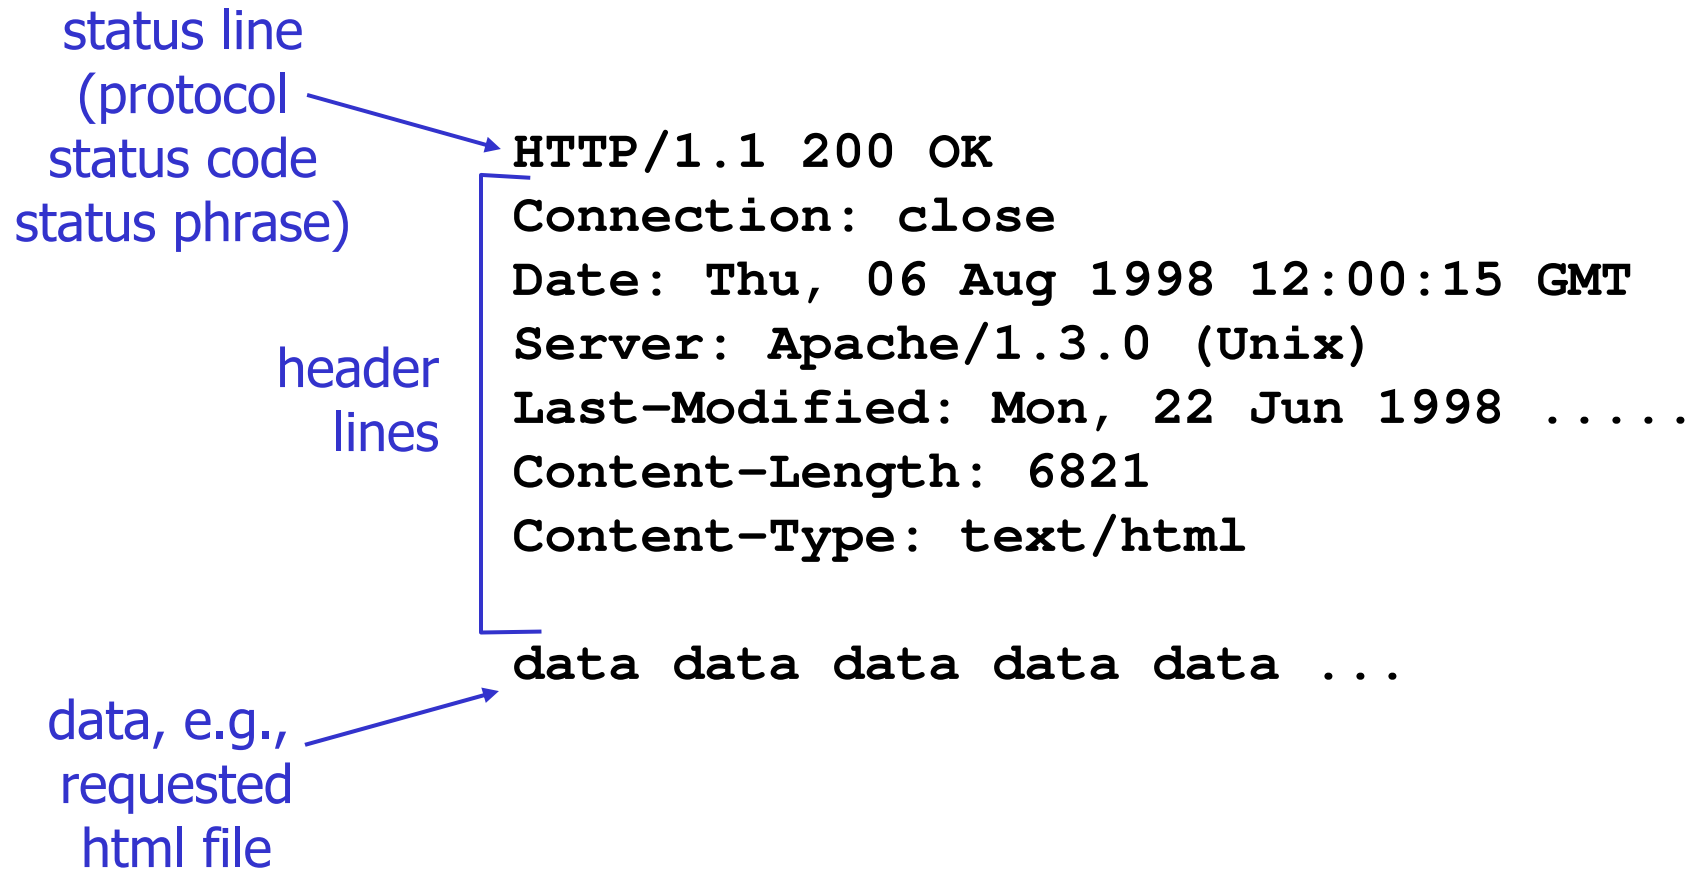 status line
(protocol
status code
status phrase)
HTTP/1.1 200 OK
Connection: close
Date: Thu, 06 Aug 1998 12:00:15 GMT
Server: Apache/1.3.0 (Unix)
Last-Modified: Mon, 22 Jun 1998 .....
Content-Length: 6821
Content-Type: text/html
header
lines
data data data data data ...
data, e.g.,
requested
html file